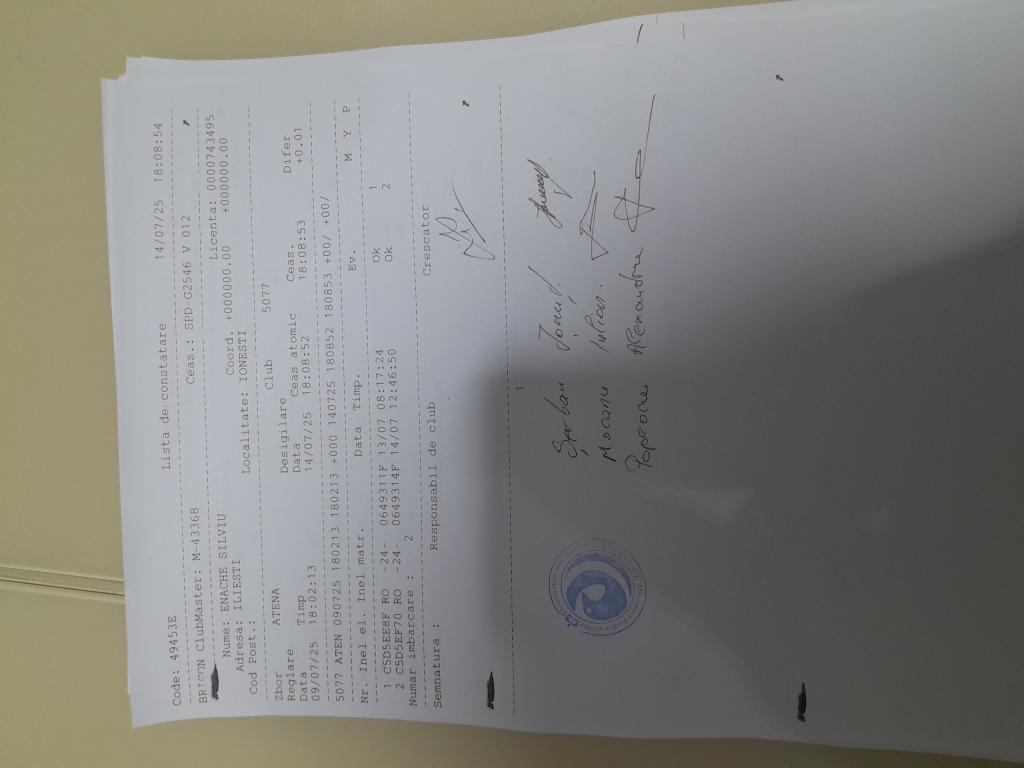 Code: 49453E Lista de constatare 14/07/25 18:08:54
BRICON ClubMaster: M-43368 Ceas.: SPD-G2546 V 012
Nume: ENACHE SILVIU Licenta: 0000743495
Adresa: ILIESTI Coord. +000000.00 +000000.00
Cod Post.: Localitate: IONESTI
Zbor ATENA Club 5077
Reglare Desigilare
Data Timp Data Ceas atomic Ceas. Difer
09/07/25 18:02:13 14/07/25 18:08:52 18:08:53 +0.01
5077 ATEN 090725 180213 180213 +000 140725 180852 180853 +00/ +00/
M Y P
Nr. Inel el. Inel matr. Data Timp. Ev.
1 C5D5EE8F RO -24- 0649311F 13/07 08:17:24 Ok 1
2 C5D5EF70 RO -24- 0649314F 14/07 12:46:50 Ok 2
Numar imbarcare : 2
Semnatura : Responsabil de club Crescator
1
Șerban Ionuț
Mocanu Iulian
Popescu Alexandru